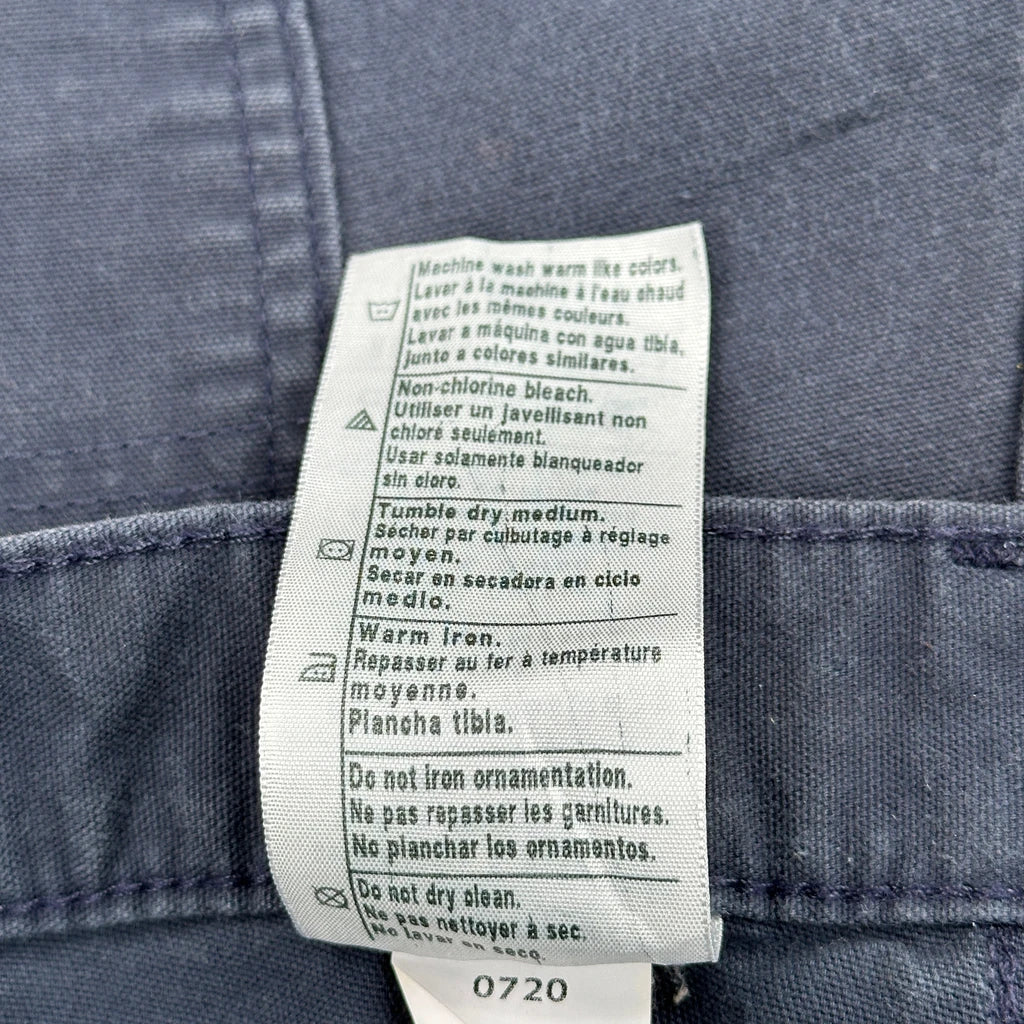 Machine wash warm like colors.
Laver à la machine à l'eau chaud
avec les mêmes couleurs.
Lavar a máquina con agua tibia,
junto a colores similares.
Non-chlorine bleach.
Utiliser un javellisant non
chloré seulement.
Usar solamente blanqueador
sin cloro.
Tumble dry medium.
Sécher par culbutage à réglage
moyen.
Secar en secadora en ciclo
medio.
Warm iron.
Repasser au fer à température
moyenne.
Plancha tibia.
Do not iron ornamentation.
Ne pas repasser les garnitures.
No planchar los ornamentos.
Do not dry clean.
Ne pas nettoyer à sec.
No lavar en seco.
0720